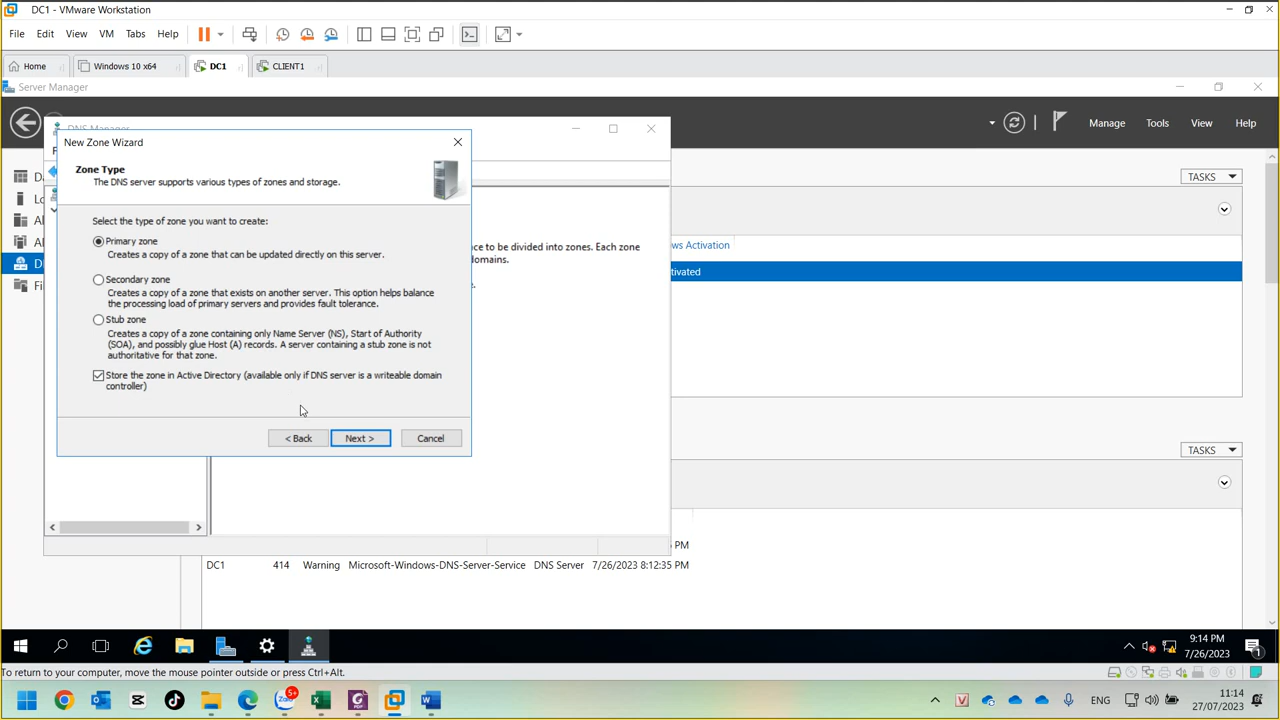 DC1 - VMware Workstation
File Edit View VM Tabs Help
Home Windows 10 x64 DC1 CLIENT1
Server Manager
Manage Tools View Help
DNS Manager
New Zone Wizard
Zone Type
The DNS server supports various types of zones and storage.
TASKS
Select the type of zone you want to create:
Primary zone
Creates a copy of a zone that can be updated directly on this server.
ce to be divided into zones. Each zone
omains.
ws Activation
ivated
Secondary zone
Creates a copy of a zone that exists on another server. This option helps balance
the processing load of primary servers and provides fault tolerance.
Stub zone
Creates a copy of a zone containing only Name Server (NS), Start of Authority
(SOA), and possibly glue Host (A) records. A server containing a stub zone is not
authoritative for that zone.
Store the zone in Active Directory (available only if DNS server is a writeable domain
controller)
< Back Next > Cancel
TASKS
PM
DC1 414 Warning Microsoft-Windows-DNS-Server-Service DNS Server 7/26/2023 8:12:35 PM
9:14 PM
7/26/2023
1
To return to your computer, move the mouse pointer outside or press Ctrl+Alt.
5+
Zalo
PDF
ENG
11:14
27/07/2023